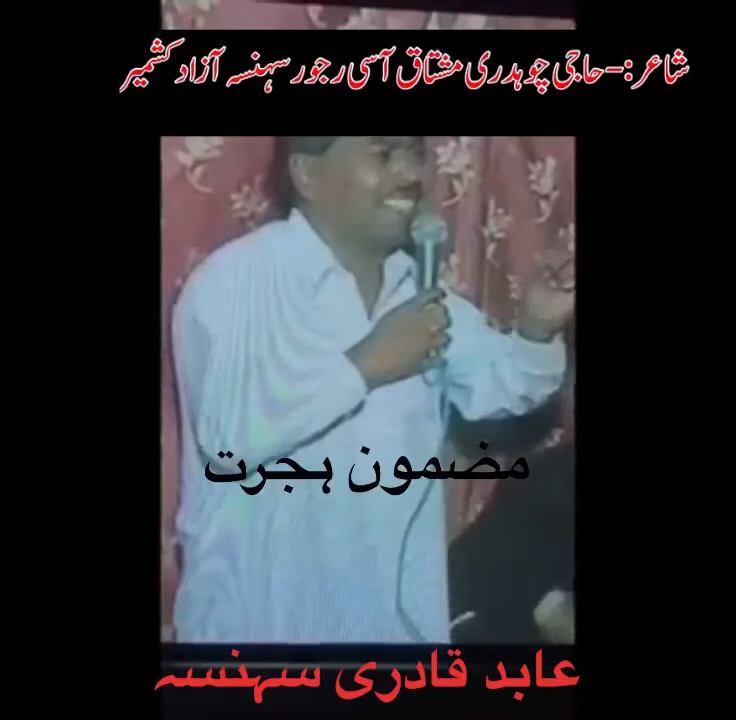 شاعر:-حاجی چوہدری مشتاق آسی رجور سہنسہ آزاد کشمیر
مضمون ہجرت
عابد قادری سہنسہ